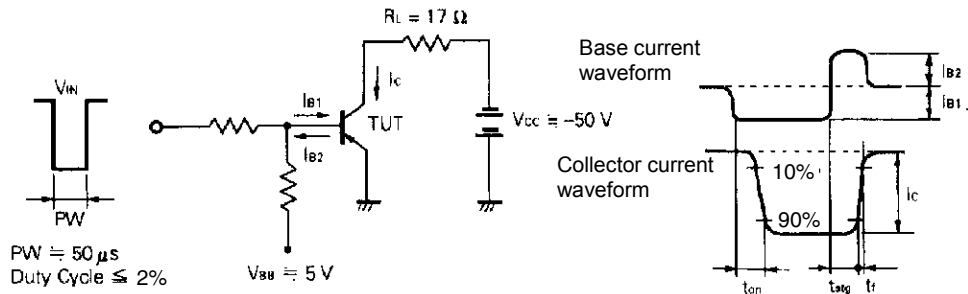 RL = 17 Ω
VIN
IB1
IB2
IC
TUT
VCC ≒ −50 V
PW
PW ≒ 50 μs
Duty Cycle ≦ 2%
VBB ≒ 5 V
Base current
waveform
IB2
IB1
Collector current
waveform
10%
90%
IC
ton
tstg
tf